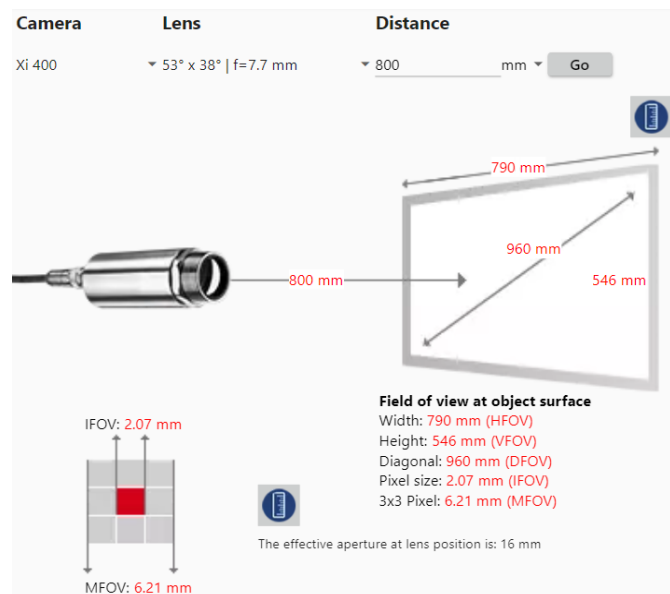 Camera Lens Distance
Xi 400 53° x 38° | f=7.7 mm 800 mm Go
790 mm
960 mm
800 mm
546 mm
Field of view at object surface
Width: 790 mm (HFOV)
Height: 546 mm (VFOV)
Diagonal: 960 mm (DFOV)
Pixel size: 2.07 mm (IFOV)
3x3 Pixel: 6.21 mm (MFOV)
IFOV: 2.07 mm
The effective aperture at lens position is: 16 mm
MFOV: 6.21 mm